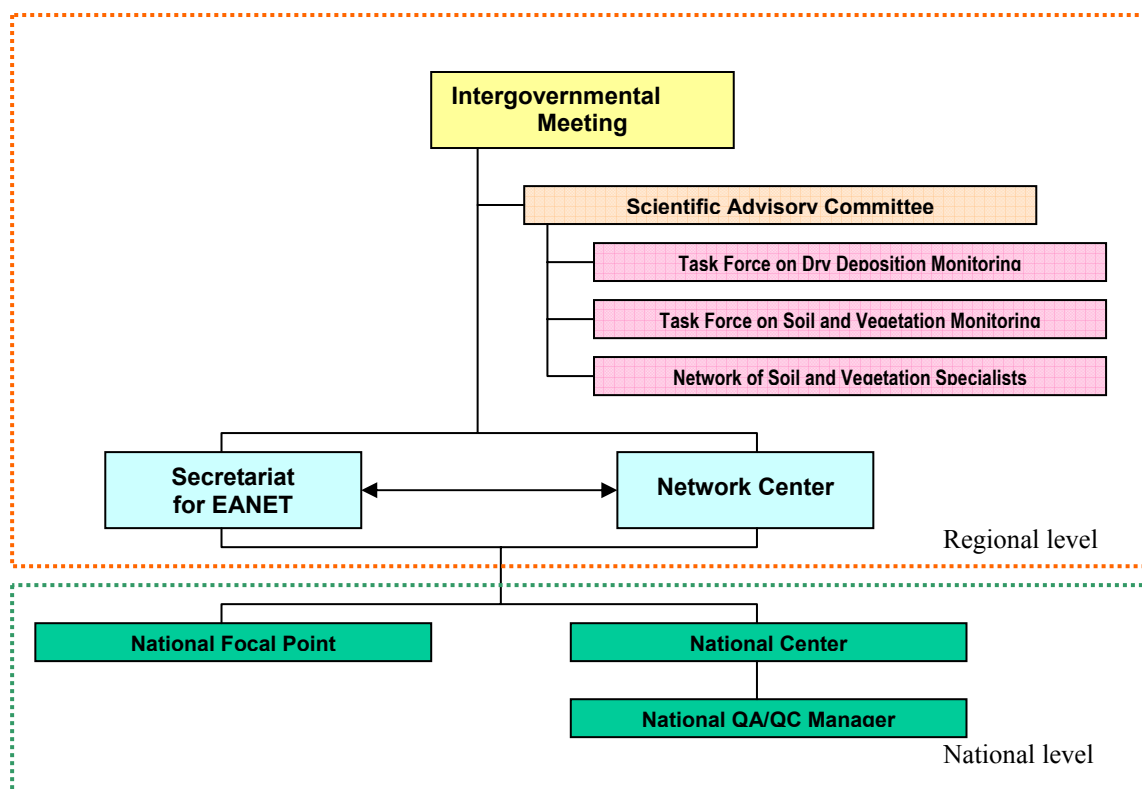 Intergovernmental
Meeting
Scientific Advisory Committee
Task Force on Dry Deposition Monitoring
Task Force on Soil and Vegetation Monitoring
Network of Soil and Vegetation Specialists
Secretariat
for EANET
Network Center
Regional level
National Focal Point
National Center
National QA/QC Manager
National level